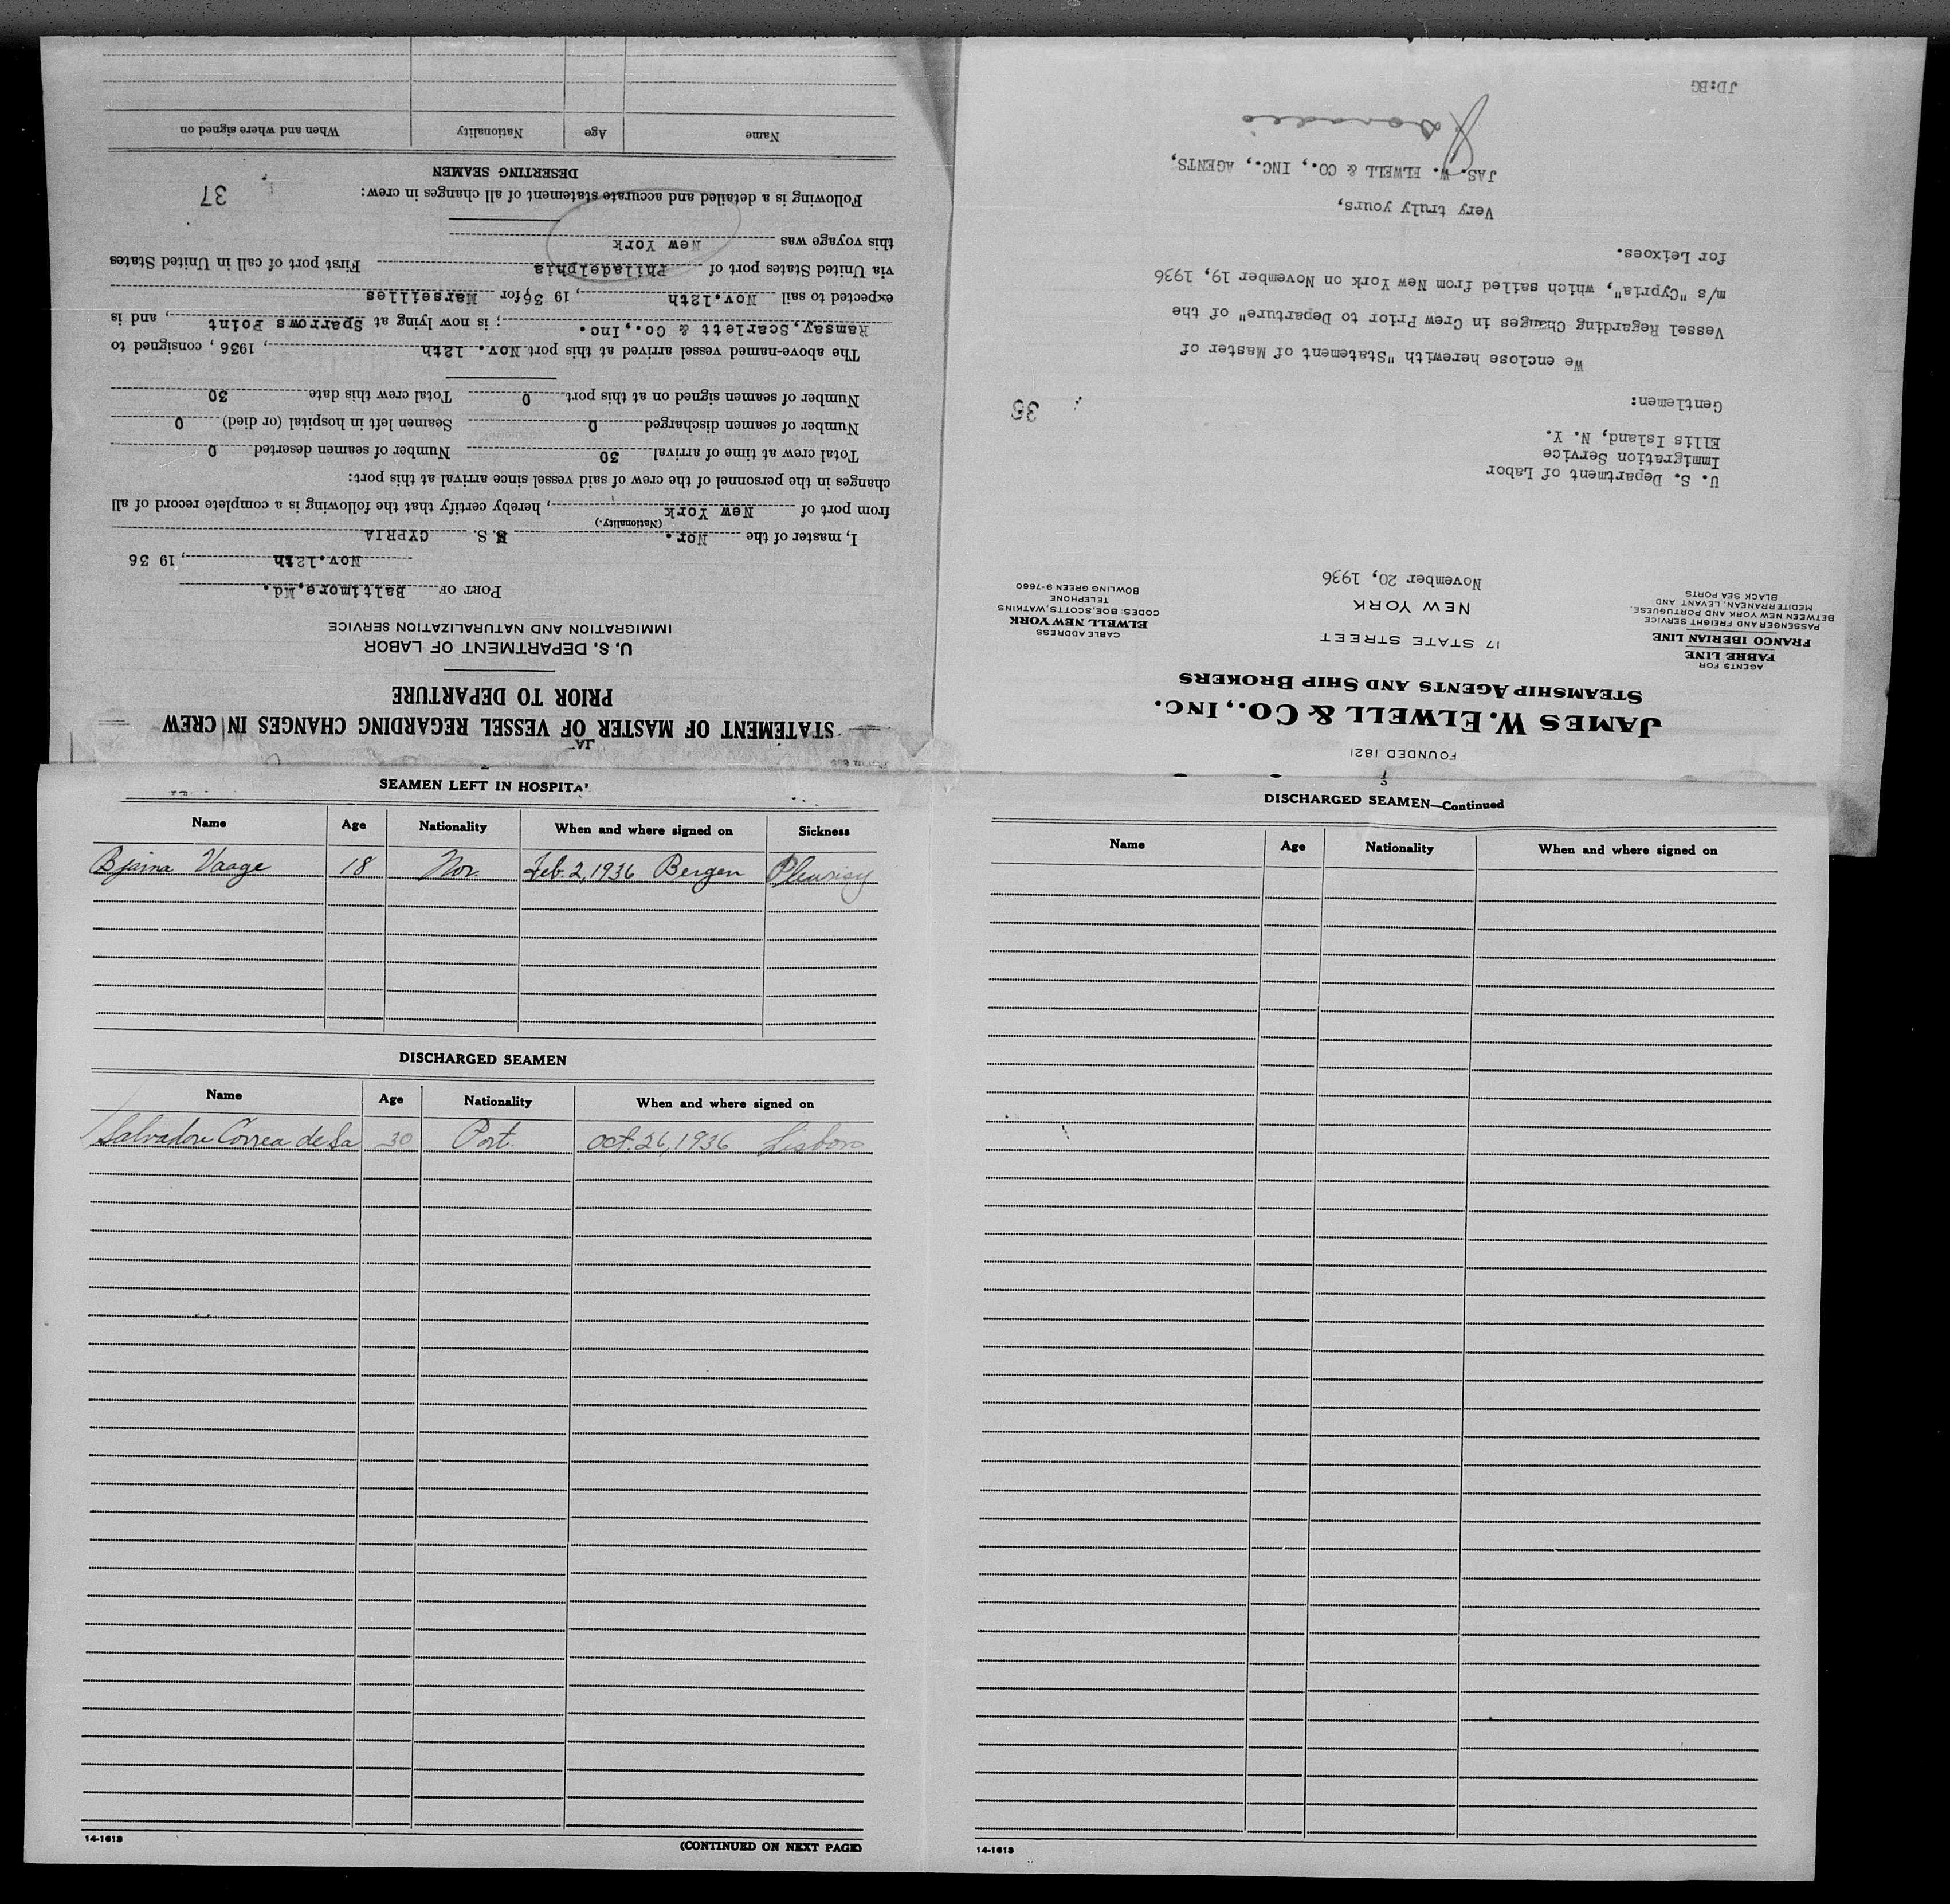 FOUNDED 1821
JAMES W. ELWELL & CO., INC.
STEAMSHIP AGENTS AND SHIP BROKERS
AGENTS FOR
FABRE LINE
FRANCO IBERIAN LINE
PASSENGER AND FREIGHT SERVICE
BETWEEN NEW YORK AND PORTUGUESE,
MEDITERRANEAN, LEVANT AND
BLACK SEA PORTS
17 STATE STREET
NEW YORK
CABLE ADDRESS
ELWELL NEW YORK
CODES: BOE, SCOTTS, WATKINS
TELEPHONE
BOWLING GREEN 9-7660
November 20, 1936
U. S. Department of Labor
Immigration Service
Ellis Island, N. Y.
Gentlemen:
We enclose herewith "Statement of Master of
Vessel Regarding Changes in Crew Prior to Departure" of the
m/s "Cypria", which sailed from New York on November 19, 1936
for Leixoes.
Very truly yours,
JAS. W. ELWELL & CO., INC., AGENTS,
JD:BG
STATEMENT OF MASTER OF VESSEL REGARDING CHANGES IN CREW
PRIOR TO DEPARTURE
U. S. DEPARTMENT OF LABOR
IMMIGRATION AND NATURALIZATION SERVICE
PORT OF Baltimore, Md.
Nov. 12th, 19 36
I, master of the Nor. S. S. CYPRIA
(Nationality.)
from port of New York, hereby certify that the following is a complete record of all
changes in the personnel of the crew of said vessel since arrival at this port:
Total crew at time of arrival 30 Number of seamen deserted 0
Number of seamen discharged 0 Seamen left in hospital (or died) 0
Number of seamen signed on at this port 0 Total crew this date 30
The above-named vessel arrived at this port Nov. 12th, 1936, consigned to
Ramsay, Scarlett & Co., Inc.; is now lying at Sparrows Point, and is
expected to sail Nov. 12th, 19 36 for Marseilles
via United States port of Philadelphia First port of call in United States
this voyage was New York
Following is a detailed and accurate statement of all changes in crew:
37
DESERTING SEAMEN
Name Age Nationality When and where signed on
SEAMEN LEFT IN HOSPITA
Name Age Nationality When and where signed on Sickness
Bjarna Vaage 18 Nor. Feb. 2, 1936 Bergen Pleurisy
DISCHARGED SEAMEN
Name Age Nationality When and where signed on
Salvadore Correa de Sa 30 Port. Oct. 26, 1936 Lisbon
14-1613
(CONTINUED ON NEXT PAGE)
DISCHARGED SEAMEN—Continued
Name Age Nationality When and where signed on
14-1613